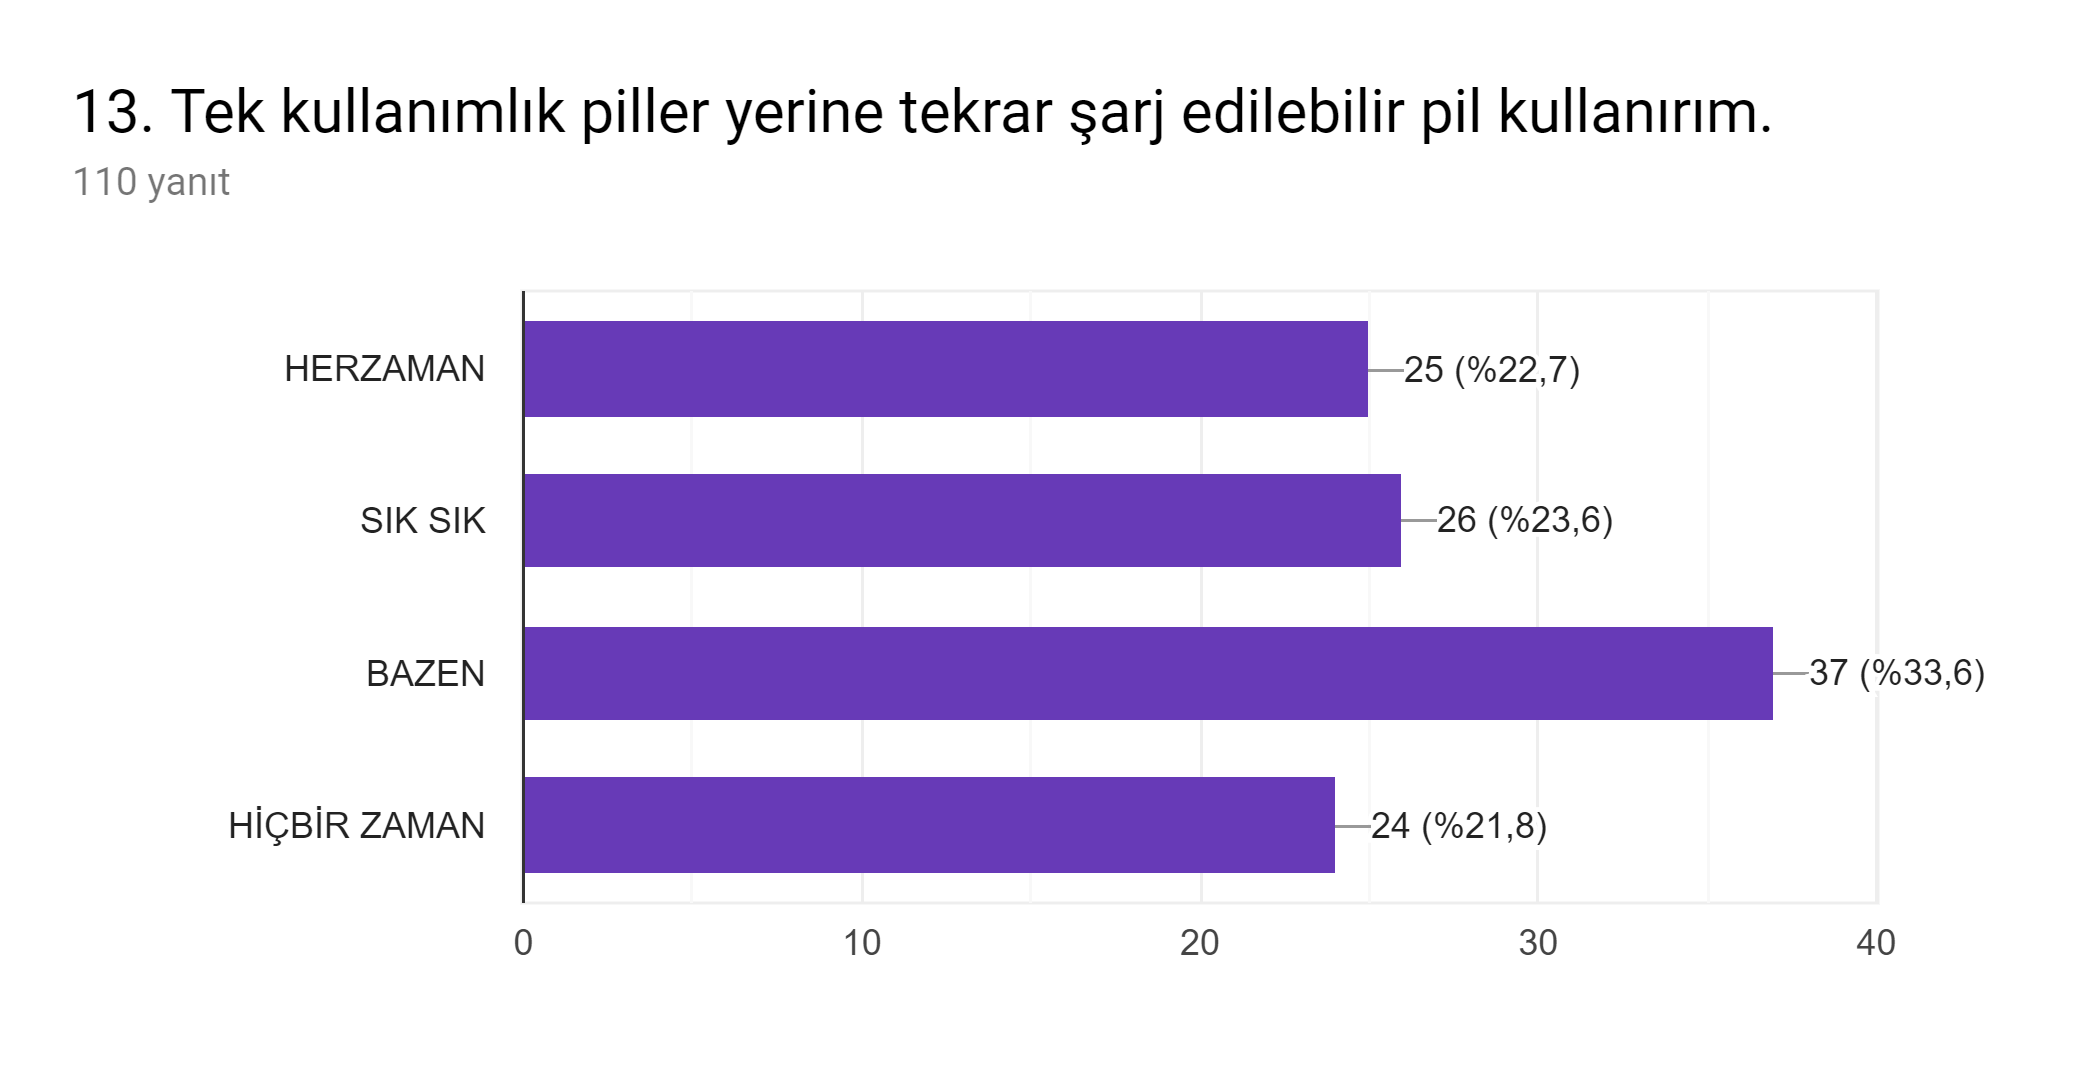 13. Tek kullanımlık piller yerine tekrar şarj edilebilir pil kullanırım.
110 yanıt
HERZAMAN 25 (%22,7)
SIK SIK 26 (%23,6)
BAZEN 37 (%33,6)
HİÇBİR ZAMAN 24 (%21,8)
0 10 20 30 40